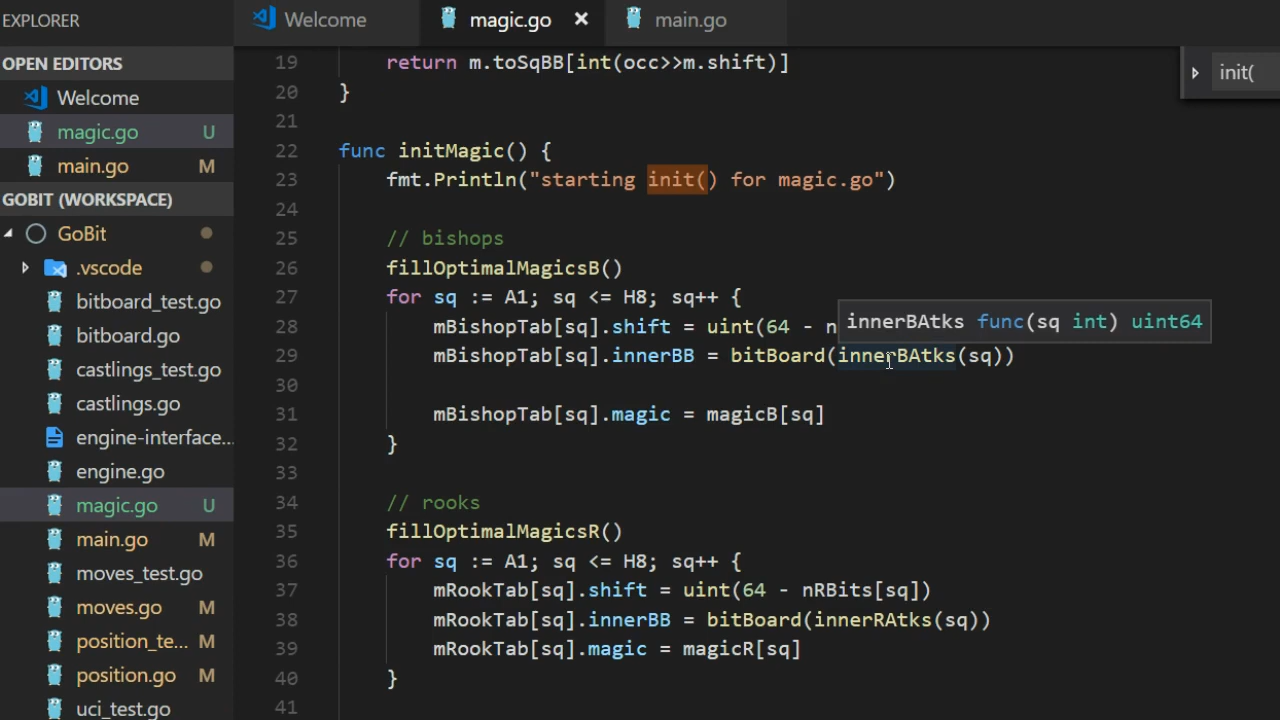 EXPLORER
OPEN EDITORS
Welcome
magic.go U
main.go M
GOBIT (WORKSPACE)
GoBit
.vscode
bitboard_test.go
bitboard.go
castlings_test.go
castlings.go
engine-interface...
engine.go
magic.go U
main.go M
moves_test.go
moves.go M
position_te... M
position.go M
uci_test.go
Welcome magic.go × main.go
init(
19 return m.toSqBB[int(occ>>m.shift)]
20 }
21
22 func initMagic() {
23 fmt.Println("starting init() for magic.go")
24
25 // bishops
26 fillOptimalMagicsB()
27 for sq := A1; sq <= H8; sq++ {
innerBAtks func(sq int) uint64
28 mBishopTab[sq].shift = uint(64 - n
29 mBishopTab[sq].innerBB = bitBoard(innerBAtks(sq))
30
31 mBishopTab[sq].magic = magicB[sq]
32 }
33
34 // rooks
35 fillOptimalMagicsR()
36 for sq := A1; sq <= H8; sq++ {
37 mRookTab[sq].shift = uint(64 - nRBits[sq])
38 mRookTab[sq].innerBB = bitBoard(innerRAtks(sq))
39 mRookTab[sq].magic = magicR[sq]
40 }
41